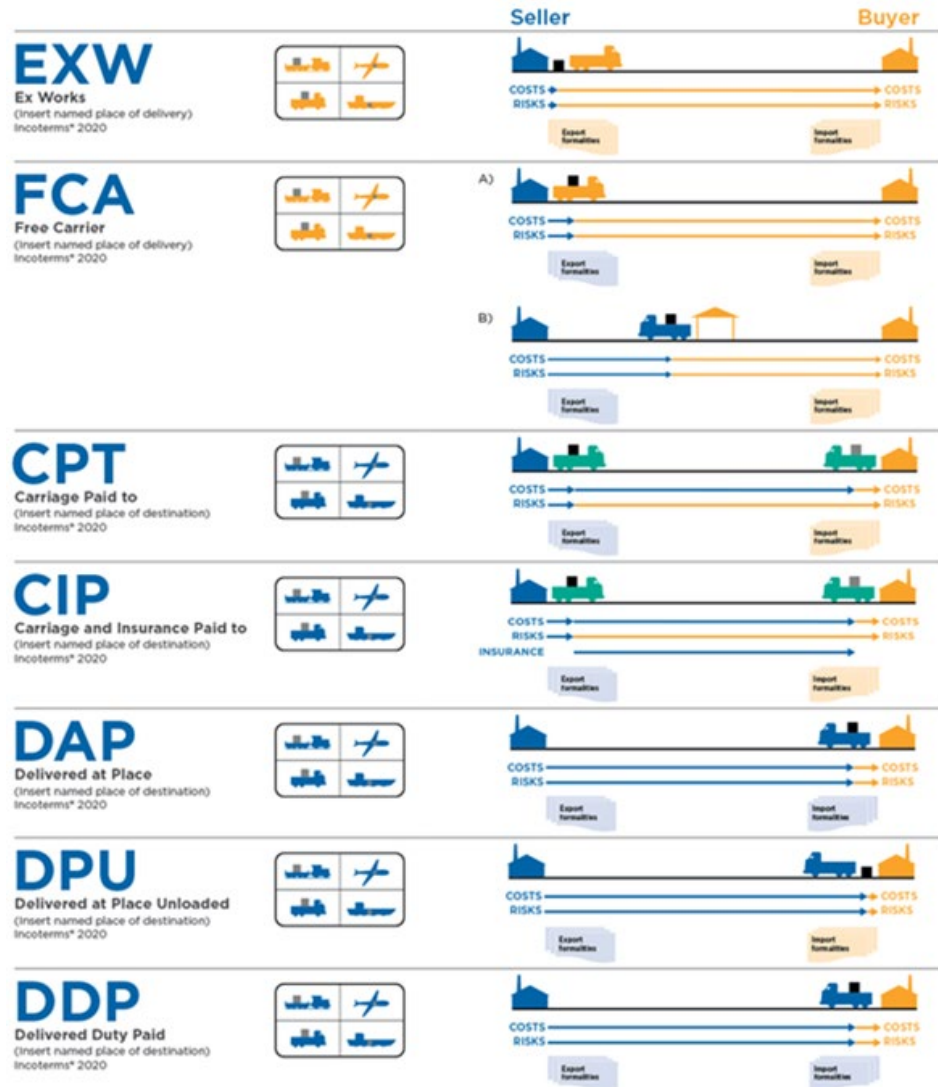 Seller Buyer
EXW
Ex Works
(Insert named place of delivery)
Incoterms® 2020
COSTS COSTS
RISKS RISKS
Export formalities Import formalities
FCA
Free Carrier
(Insert named place of delivery)
Incoterms® 2020
A)
COSTS COSTS
RISKS RISKS
Export formalities Import formalities
B)
COSTS COSTS
RISKS RISKS
Export formalities Import formalities
CPT
Carriage Paid to
(Insert named place of destination)
Incoterms® 2020
COSTS COSTS
RISKS RISKS
Export formalities Import formalities
CIP
Carriage and Insurance Paid to
(Insert named place of destination)
Incoterms® 2020
COSTS COSTS
RISKS RISKS
INSURANCE
Export formalities Import formalities
DAP
Delivered at Place
(Insert named place of destination)
Incoterms® 2020
COSTS COSTS
RISKS RISKS
Export formalities Import formalities
DPU
Delivered at Place Unloaded
(Insert named place of destination)
Incoterms® 2020
COSTS COSTS
RISKS RISKS
Export formalities Import formalities
DDP
Delivered Duty Paid
(Insert named place of destination)
Incoterms® 2020
COSTS COSTS
RISKS RISKS
Export formalities Import formalities